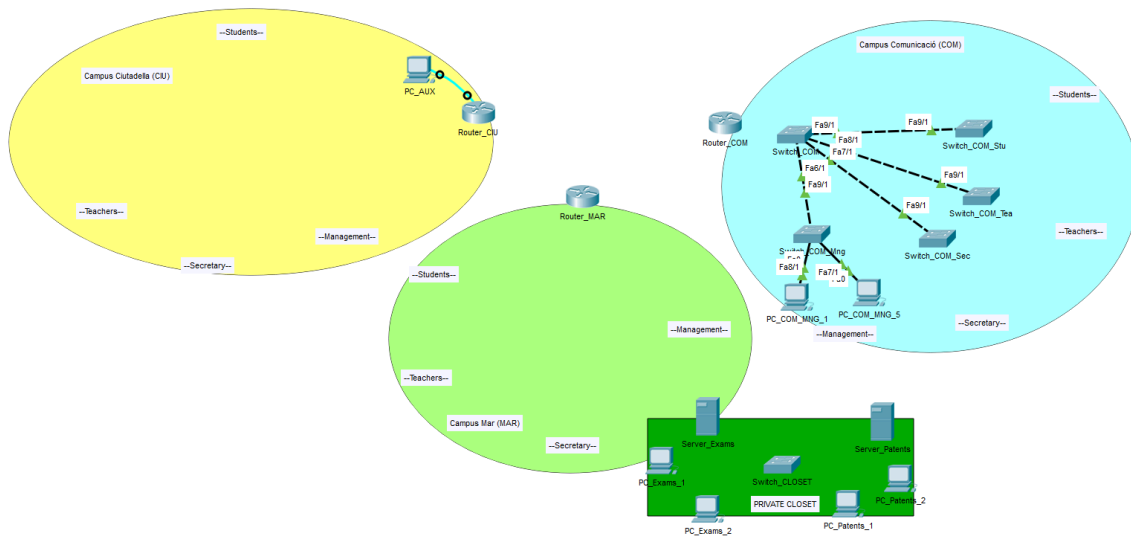 --Students--
Campus Ciutadella (CIU)
PC_AUX
Router_CIU
--Teachers--
--Management--
--Secretary--
Router_MAR
--Students--
--Management--
--Teachers--
Campus Mar (MAR)
--Secretary--
Campus Comunicació (COM)
--Students--
Router_COM
Switch_COM
Fa9/1
Fa8/1
Fa7/1
Fa6/1
Fa9/1
Fa9/1
Switch_COM_Stu
Fa9/1
Switch_COM_Tea
Fa9/1
Switch_COM_Sec
--Teachers--
Switch_COM_Mng
Fa8/1
Fa7/1
PC_COM_MNG_1
PC_COM_MNG_5
--Management--
--Secretary--
Server_Exams
Server_Patents
PC_Exams_1
Switch_CLOSET
PC_Patents_2
PRIVATE CLOSET
PC_Exams_2
PC_Patents_1